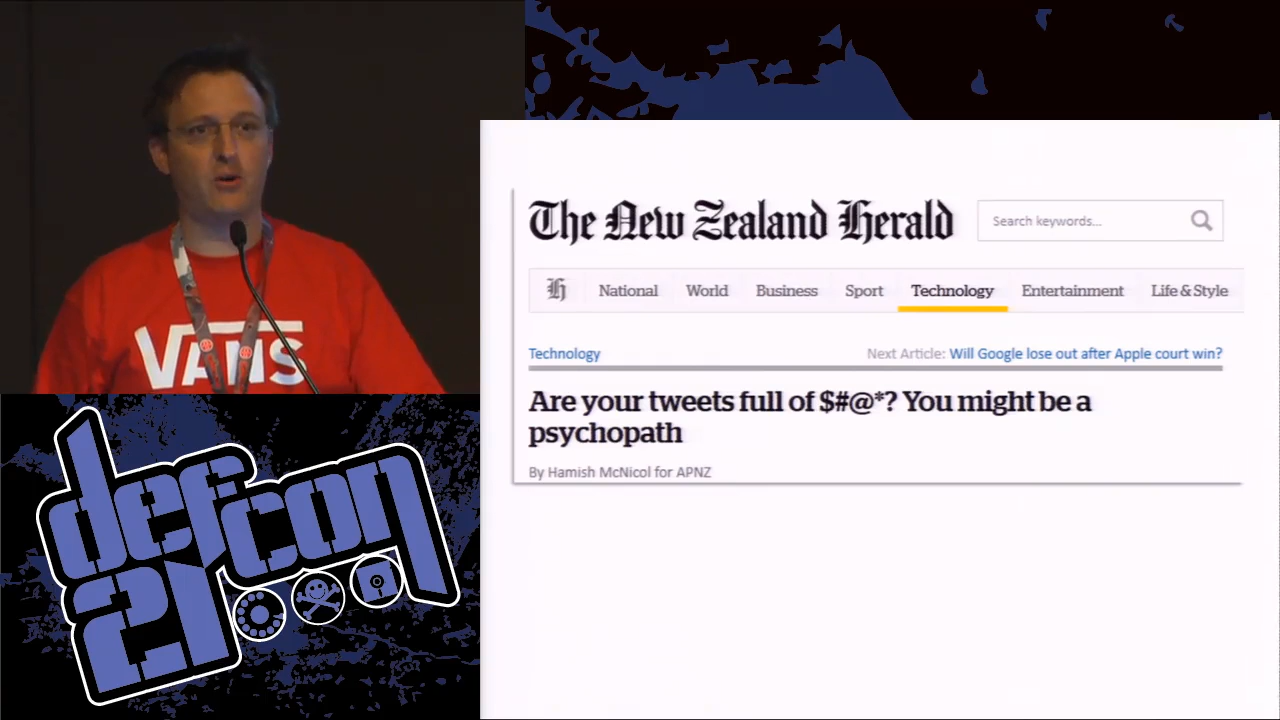 VANS
defcon
21
The New Zealand Herald
Search keywords...
H National World Business Sport Technology Entertainment Life & Style
Technology Next Article: Will Google lose out after Apple court win?
Are your tweets full of $#@*? You might be a
psychopath
By Hamish McNicol for APNZ